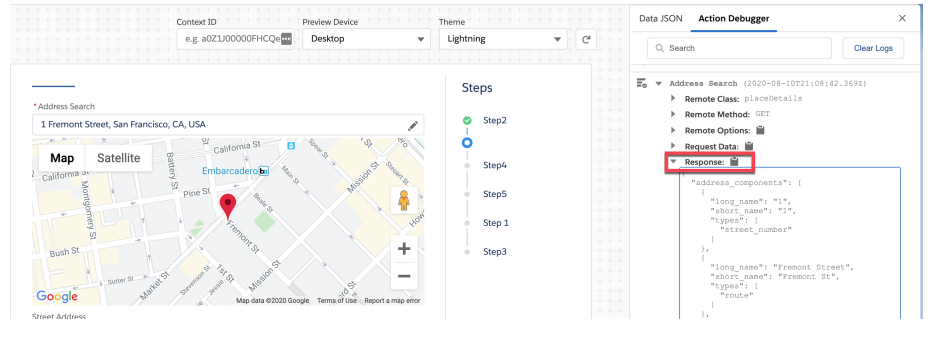 Context ID
Preview Device
Theme
e.g. a0Z1J00000FHCQe
Desktop
Lightning
* Address Search
1 Fremont Street, San Francisco, CA, USA
Map
Satellite
California St
California St
Battery St
Embarcadero
Spear St
Main St
Steuart St
Mission St
Montgomery St
Pine St
Beale St
Fremont St
Bush St
Sutter St
Market St
Stevenson St
1st St
Jessie
Mission St
Google
Map data ©2020 Google
Terms of Use
Report a map error
Street Address
Steps
Step2
Step4
Step5
Step 1
Step3
Data JSON
Action Debugger
Search
Clear Logs
Address Search (2020-08-10T21:08:42.369Z)
Remote Class: placeDetails
Remote Method: GET
Remote Options:
Request Data:
Response:
"address_components": [
{
"long_name": "1",
"short_name": "1",
"types": [
"street_number"
]
},
{
"long_name": "Fremont Street",
"short_name": "Fremont St",
"types": [
"route"
]
},